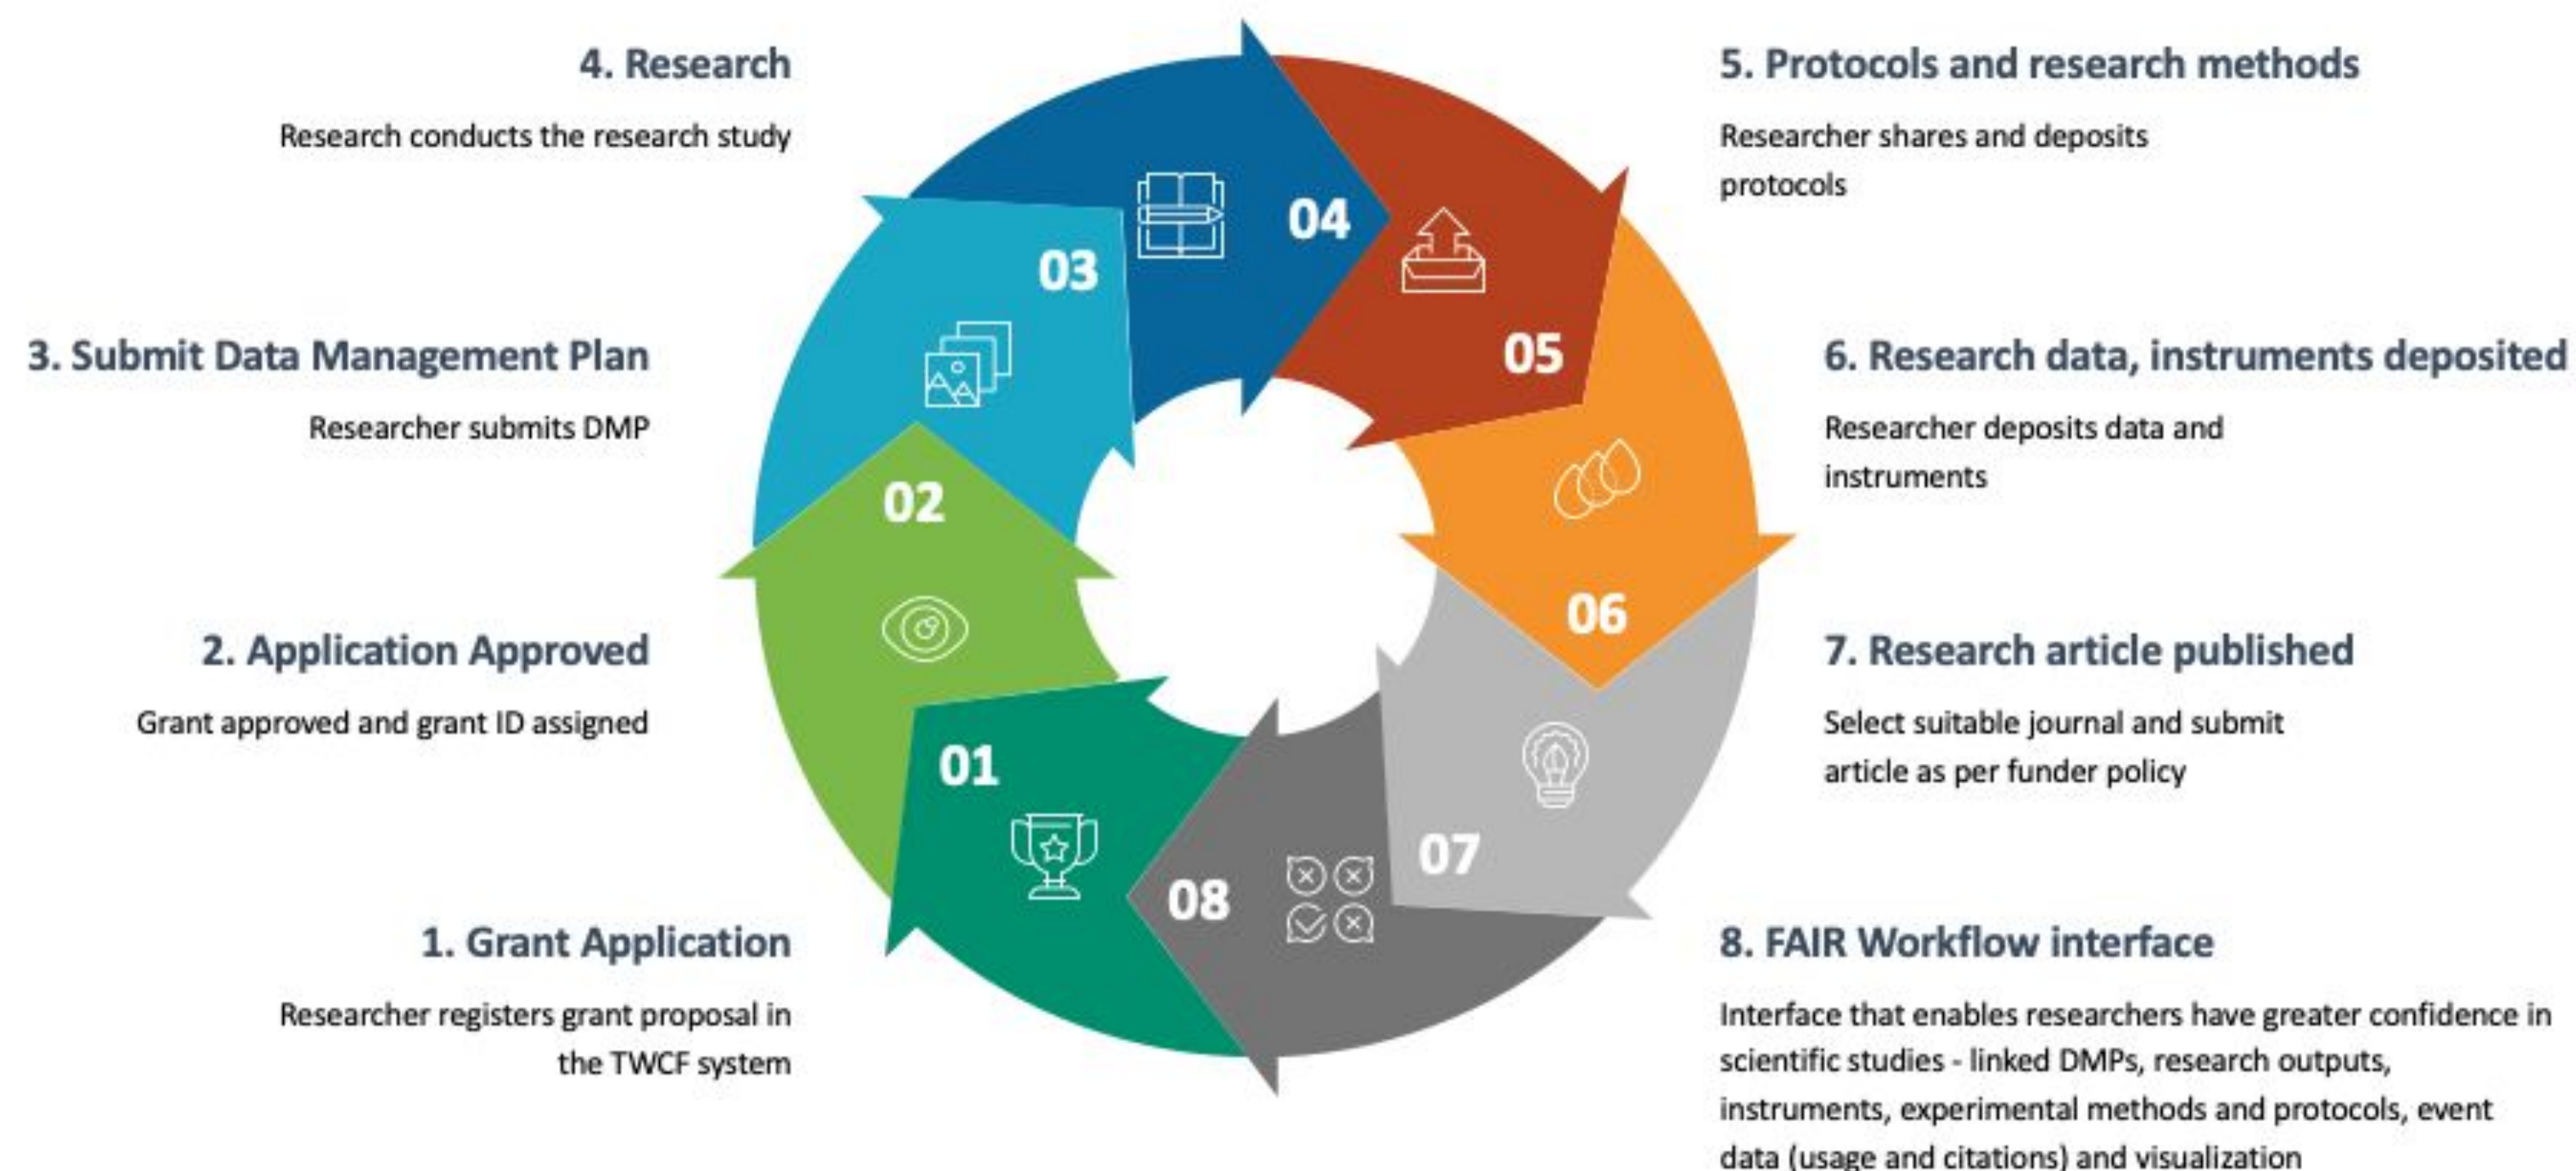 4. Research
Research conducts the research study
3. Submit Data Management Plan
Researcher submits DMP
2. Application Approved
Grant approved and grant ID assigned
1. Grant Application
Researcher registers grant proposal in
the TWCF system
01
02
03
04
05
06
07
08
5. Protocols and research methods
Researcher shares and deposits
protocols
6. Research data, instruments deposited
Researcher deposits data and
instruments
7. Research article published
Select suitable journal and submit
article as per funder policy
8. FAIR Workflow interface
Interface that enables researchers have greater confidence in
scientific studies - linked DMPs, research outputs,
instruments, experimental methods and protocols, event
data (usage and citations) and visualization